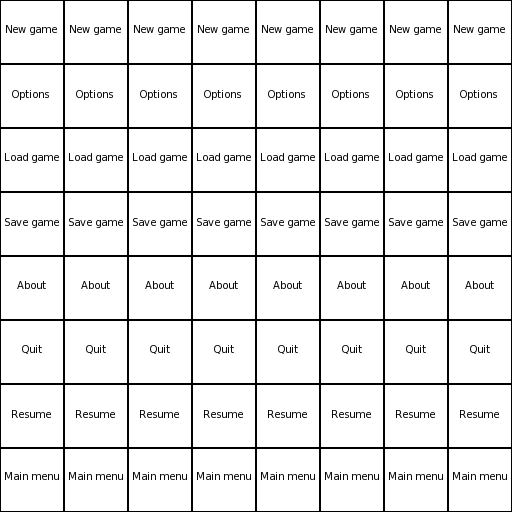 New game New game New game New game New game New game New game New game
Options Options Options Options Options Options Options Options
Load game Load game Load game Load game Load game Load game Load game Load game
Save game Save game Save game Save game Save game Save game Save game Save game
About About About About About About About About
Quit Quit Quit Quit Quit Quit Quit Quit
Resume Resume Resume Resume Resume Resume Resume Resume
Main menu Main menu Main menu Main menu Main menu Main menu Main menu Main menu